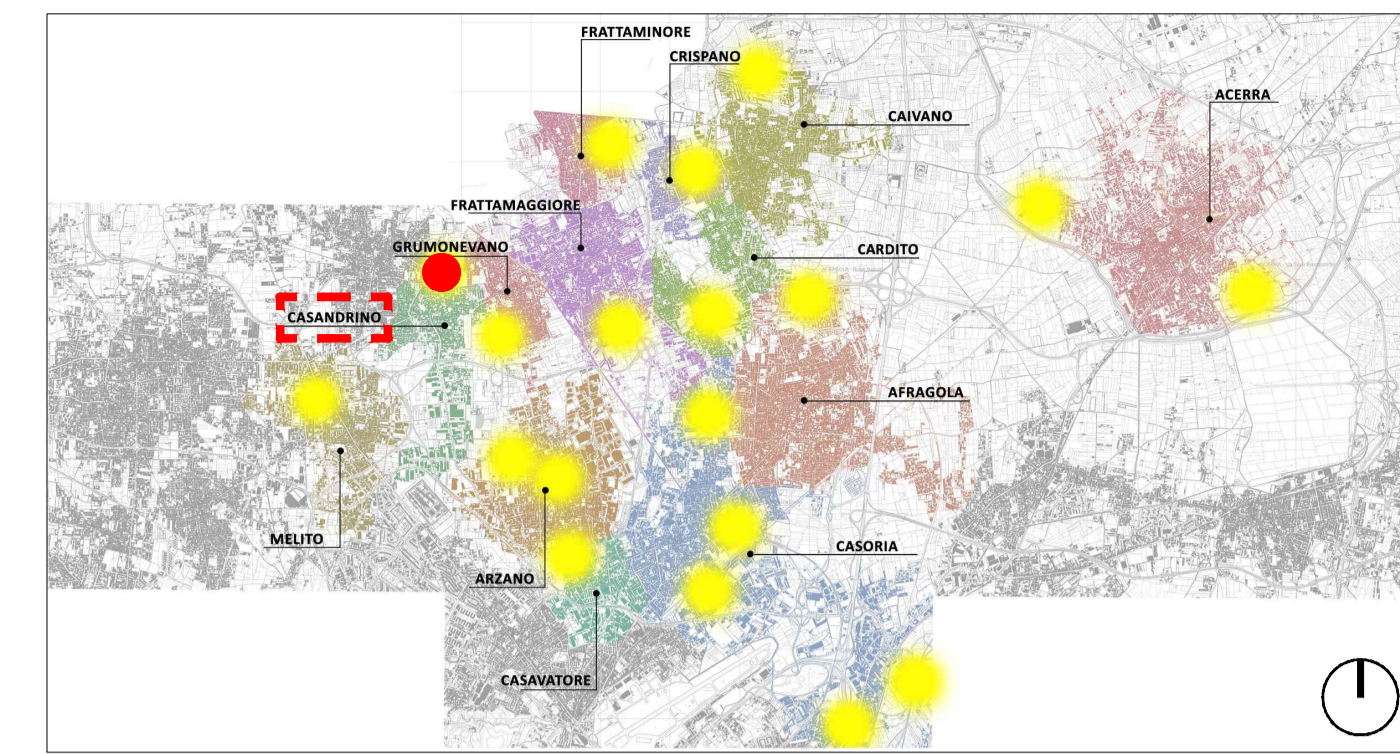 FRATTAMINORE
CRISPANO
ACERRA
CAIVANO
FRATTAMAGGIORE
GRUMONEVANO
CARDITO
CASANDRINO
AFRAGOLA
MELITO
CASORIA
ARZANO
CASAVATORE